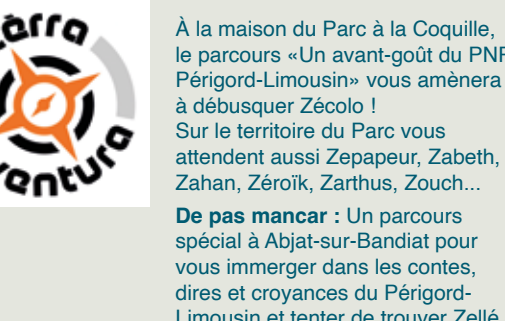 tèrra
aventura
À la maison du Parc à la Coquille,
le parcours «Un avant-goût du PNR
Périgord-Limousin» vous amènera
à débusquer Zécolo !
Sur le territoire du Parc vous
attendent aussi Zepapeur, Zabeth,
Zahan, Zéroïk, Zarthus, Zouch...
De pas mancar : Un parcours
spécial à Abjat-sur-Bandiat pour
vous immerger dans les contes,
dires et croyances du Périgord-
Limousin et tenter de trouver Zellé